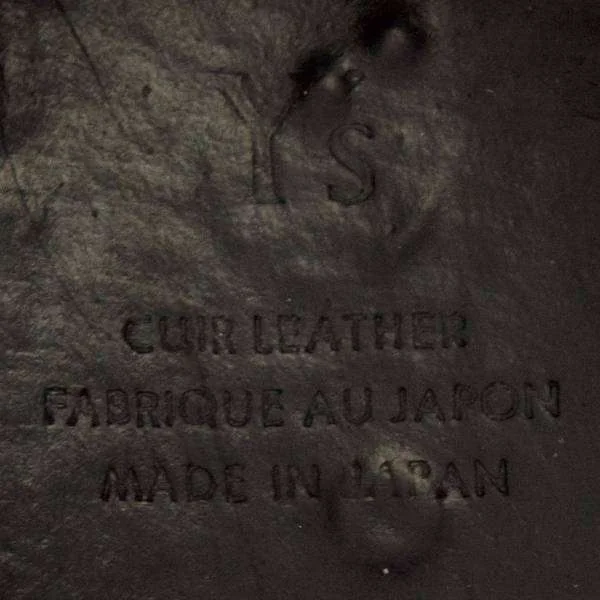 Y's
CUIR LEATHER
FABRIQUE AU JAPON
MADE IN JAPAN